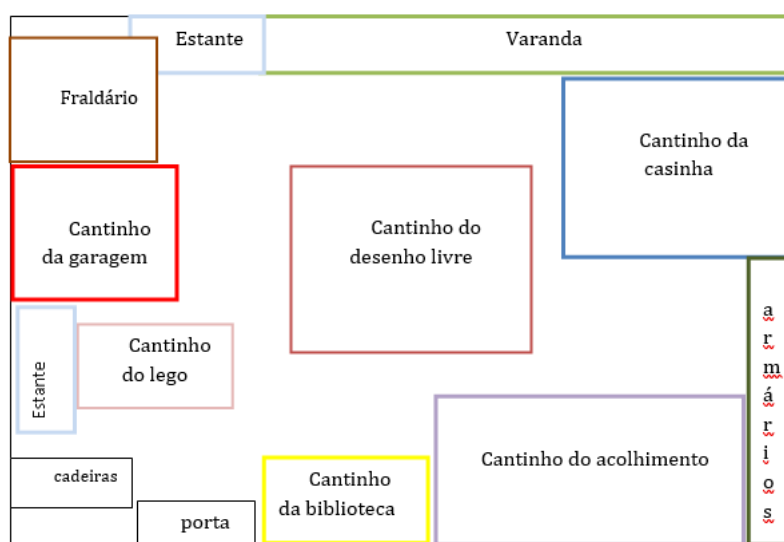 Estante
Varanda
Fraldário
Cantinho da
casinha
Cantinho
da garagem
Cantinho do
desenho livre
Estante
Cantinho
do lego
a
r
m
á
r
i
o
s
cadeiras
porta
Cantinho
da biblioteca
Cantinho do acolhimento